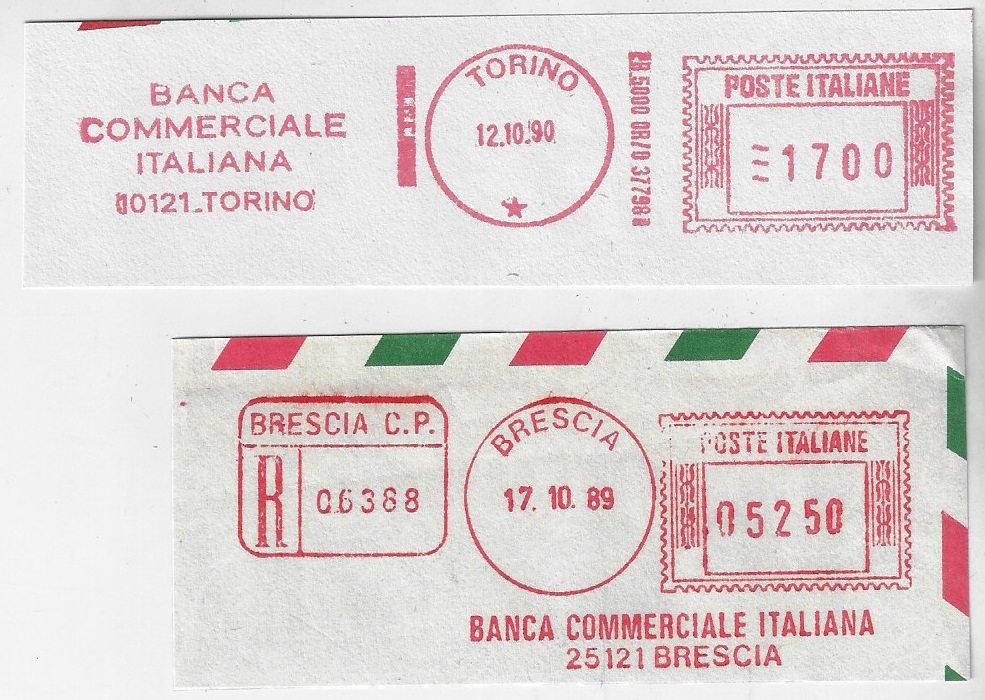 BANCA
COMMERCIALE
ITALIANA
10121 TORINO
TORINO
12.10.90
POSTE ITALIANE
1700
BRESCIA C.P.
R 06388
BRESCIA
17. 10. 89
POSTE ITALIANE
05250
BANCA COMMERCIALE ITALIANA
25121 BRESCIA